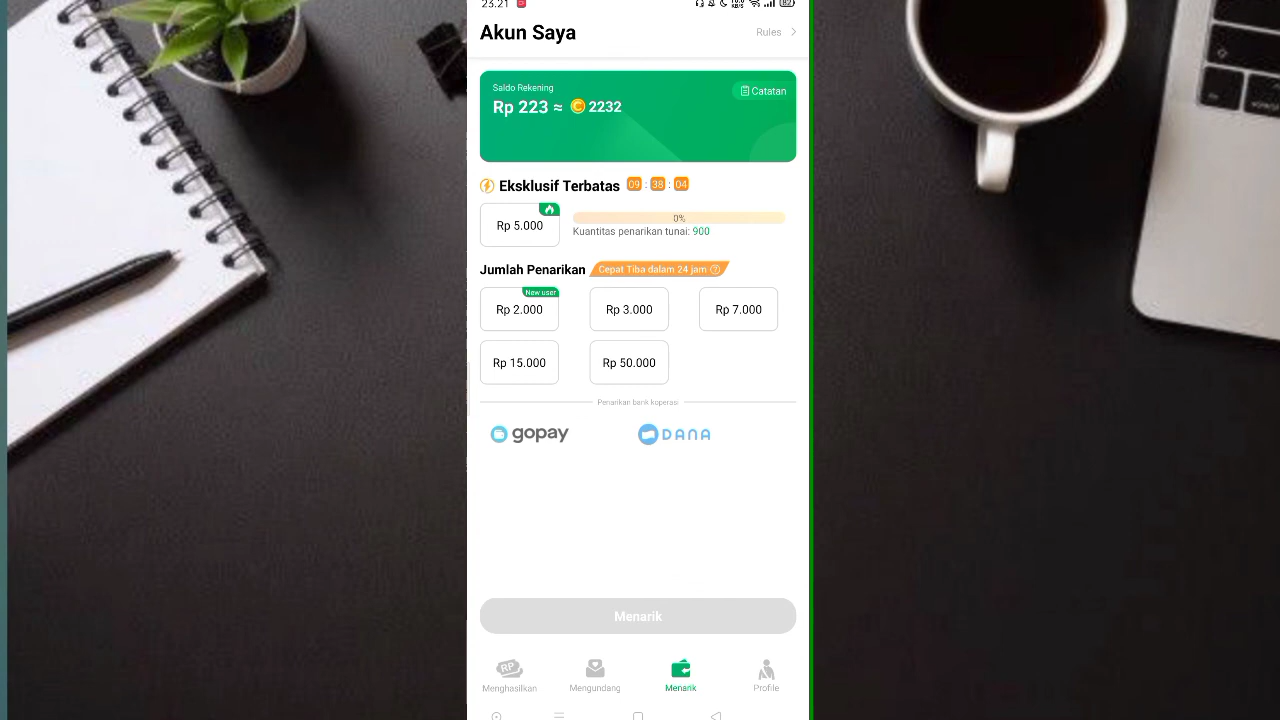 23.21
Akun Saya
Rules
Saldo Rekening
Catatan
Rp 223 ≈ 2232
Eksklusif Terbatas 09 : 38 : 04
Rp 5.000
0%
Kuantitas penarikan tunai: 900
Jumlah Penarikan Cepat Tiba dalam 24 jam ?
New user
Rp 2.000 Rp 3.000 Rp 7.000
Rp 15.000 Rp 50.000
Penarikan bank koperasi
gopay DANA
Menarik
RP
Menghasilkan Mengundang Menarik Profile